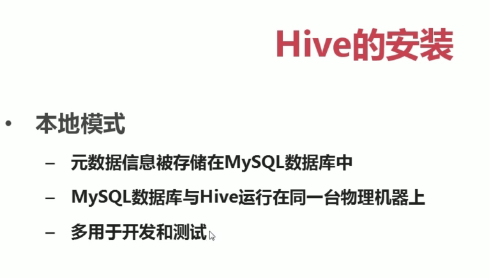 Hive的安装
• 本地模式
– 元数据信息被存储在MySQL数据库中
– MySQL数据库与Hive运行在同一台物理机器上
– 多用于开发和测试